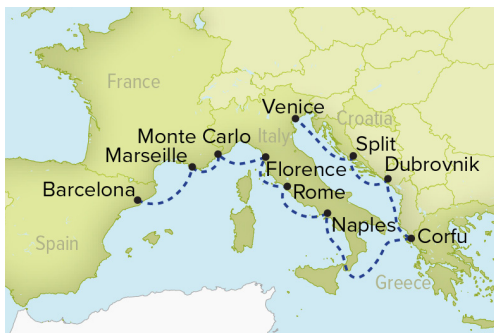 France
Venice
Croatia
Monte Carlo
Italy
Split
Marseille
Florence
Dubrovnik
Barcelona
Rome
Naples
Spain
Corfu
Greece